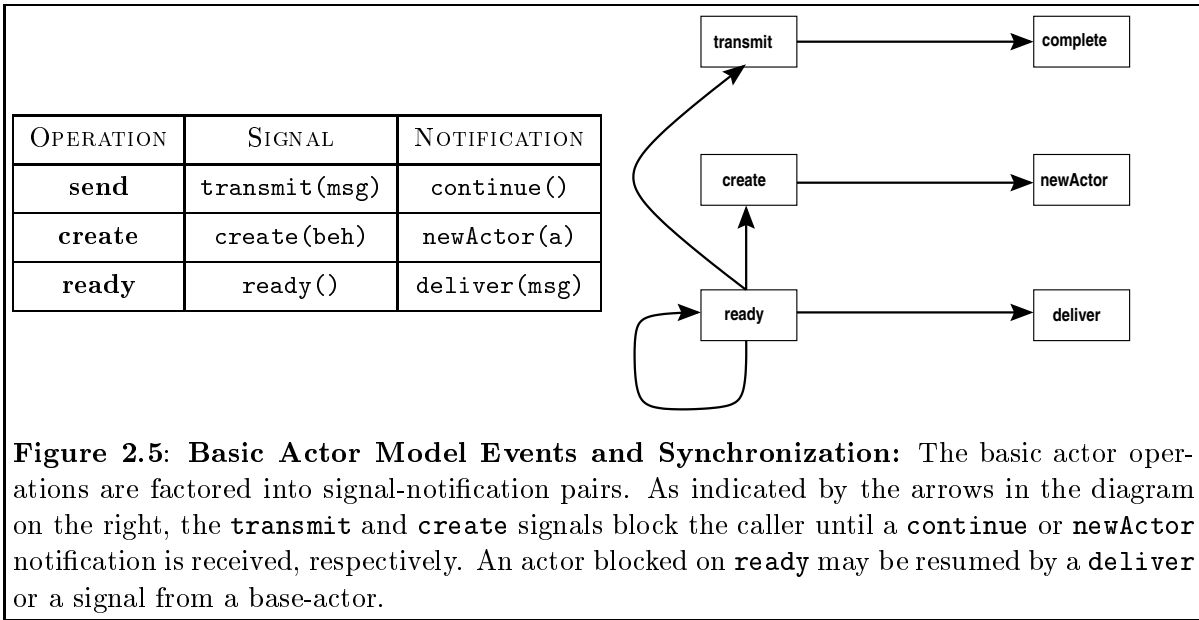 OPERATION SIGNAL NOTIFICATION
send transmit(msg) continue()
create create(beh) newActor(a)
ready ready() deliver(msg)
transmit complete
create newActor
ready deliver
Figure 2.5: Basic Actor Model Events and Synchronization: The basic actor oper-
ations are factored into signal-notification pairs. As indicated by the arrows in the diagram
on the right, the transmit and create signals block the caller until a continue or newActor
notification is received, respectively. An actor blocked on ready may be resumed by a deliver
or a signal from a base-actor.